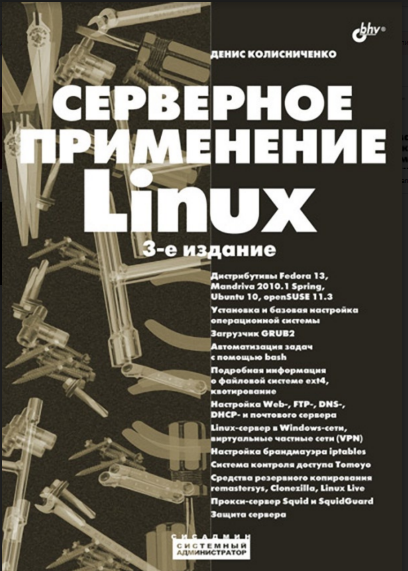 bhv®
ДЕНИС КОЛИСНИЧЕНКО
СЕРВЕРНОЕ
ПРИМЕНЕНИЕ
Linux
3-е издание
Дистрибутивы Fedora 13,
Mandriva 2010.1 Spring,
Ubuntu 10, openSUSE 11.3
Установка и базовая настройка
операционной системы
Загрузчик GRUB2
Автоматизация задач
с помощью bash
Подробная информация
о файловой системе ext4,
квотирование
Настройка Web-, FTP-, DNS-,
DHCP- и почтового сервера
Linux-сервер в Windows-сети,
виртуальные частные сети (VPN)
Настройка брандмауэра iptables
Система контроля доступа Tomoyo
Средства резервного копирования
remastersys, Clonezilla, Linux Live
Прокси-сервер Squid и SquidGuard
Защита сервера
СИСАДМИН
СИСТЕМНЫЙ
АДМИНИСТРАТОР